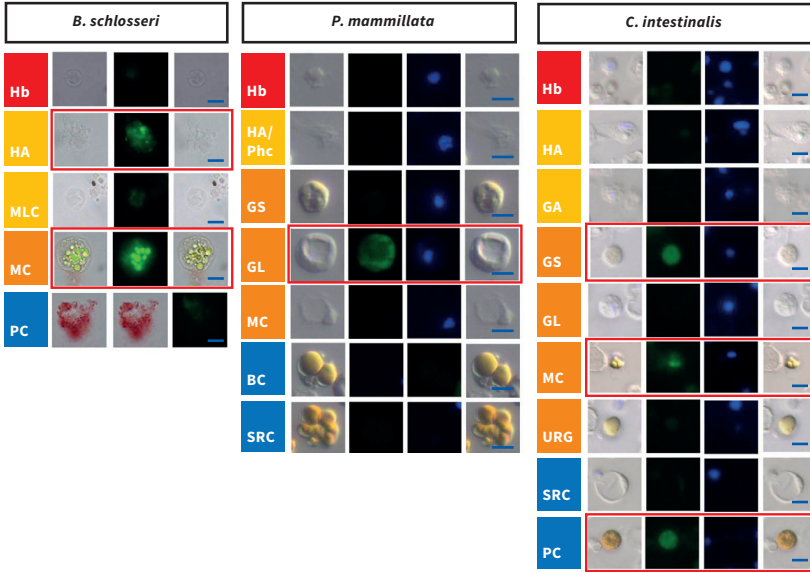 B. schlosseri
Hb
HA
MLC
MC
PC
P. mammillata
Hb
HA/
Phc
GS
GL
MC
BC
SRC
C. intestinalis
Hb
HA
GA
GS
GL
MC
URG
SRC
PC